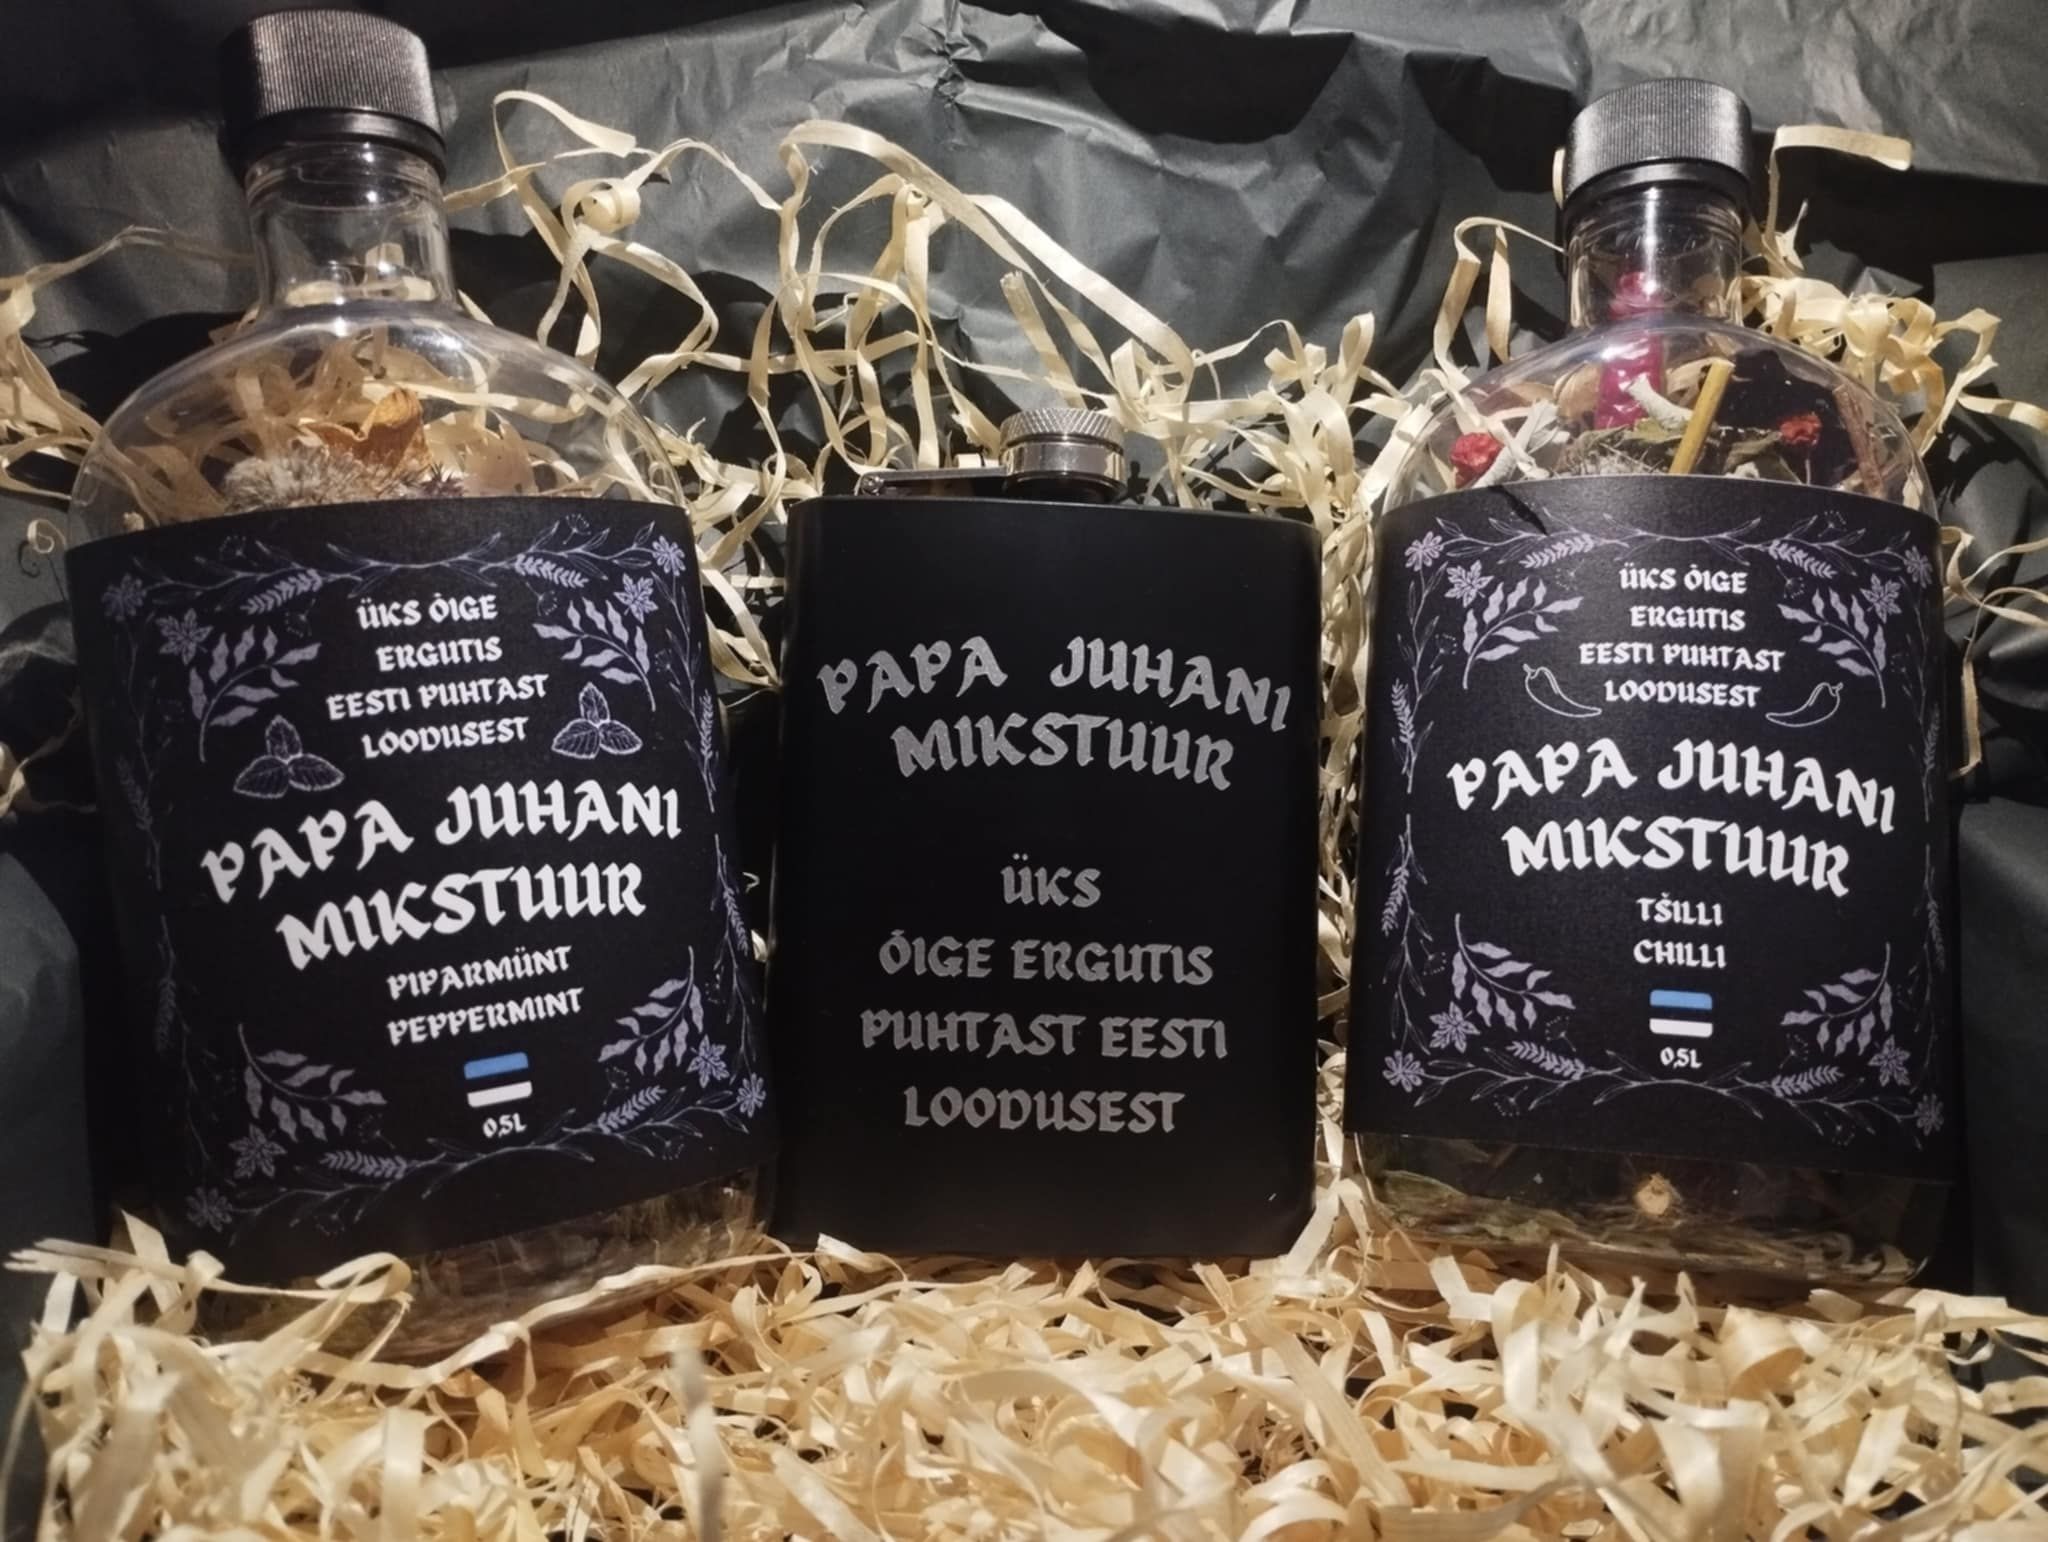 ÜKS ÕIGE
ERGUTIS
EESTI PUHTAST
LOODUSEST
PAPA JUHANI
MIKSTUUR
PIPARMÜNT
PEPPERMINT
0,5L
PAPA JUHANI
MIKSTUUR
ÜKS
ÕIGE ERGUTIS
PUHTAST EESTI
LOODUSEST
ÜKS ÕIGE
ERGUTIS
EESTI PUHTAST
LOODUSEST
PAPA JUHANI
MIKSTUUR
TŠILLI
CHILLI
0,5L